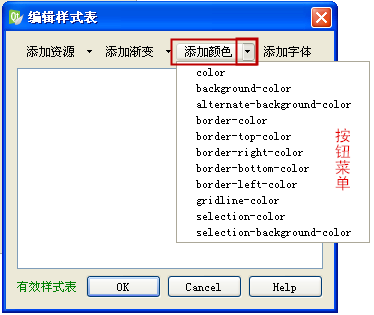 编辑样式表
添加资源 添加渐变 添加颜色 添加字体
color
background-color
alternate-background-color
border-color
border-top-color
border-right-color
border-bottom-color
border-left-color
gridline-color
selection-color
selection-background-color
按钮菜单
有效样式表 OK Cancel Help